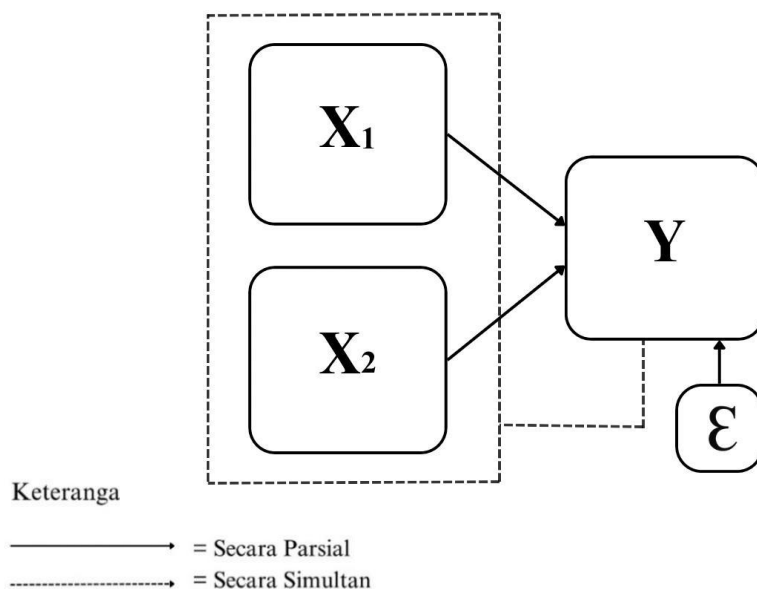 X₁
Y
X₂
Ɛ
Keteranga
= Secara Parsial
= Secara Simultan